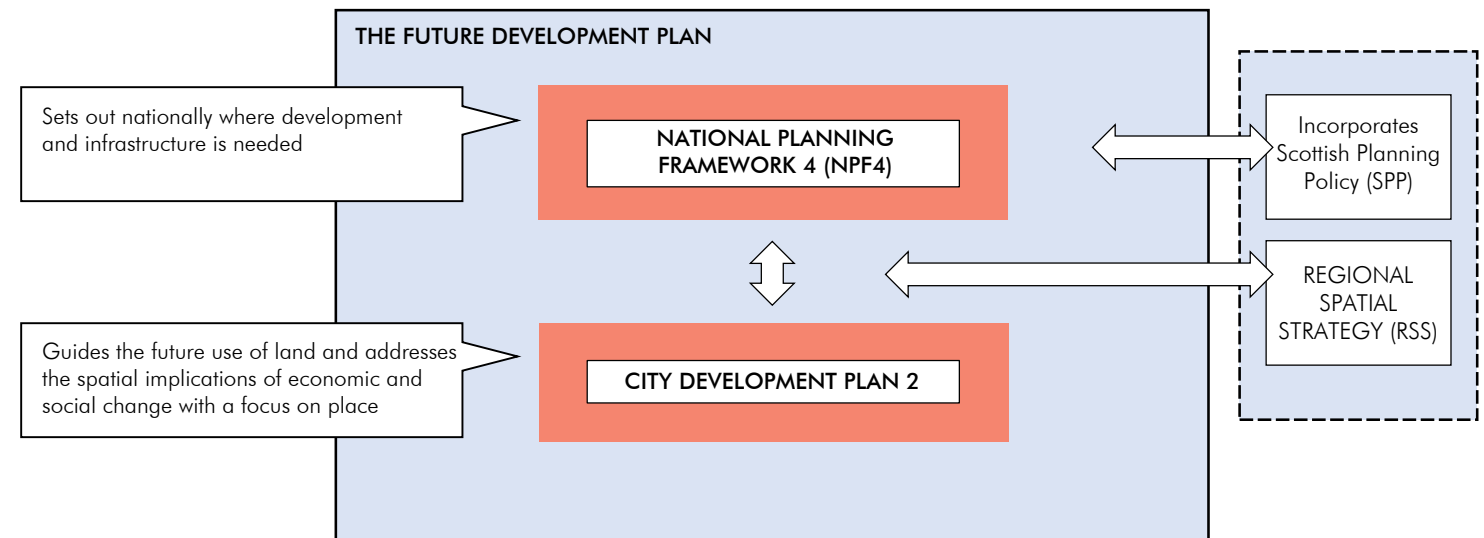 THE FUTURE DEVELOPMENT PLAN
Sets out nationally where development
and infrastructure is needed
NATIONAL PLANNING
FRAMEWORK 4 (NPF4)
Incorporates
Scottish Planning
Policy (SPP)
REGIONAL
SPATIAL
STRATEGY (RSS)
Guides the future use of land and addresses
the spatial implications of economic and
social change with a focus on place
CITY DEVELOPMENT PLAN 2